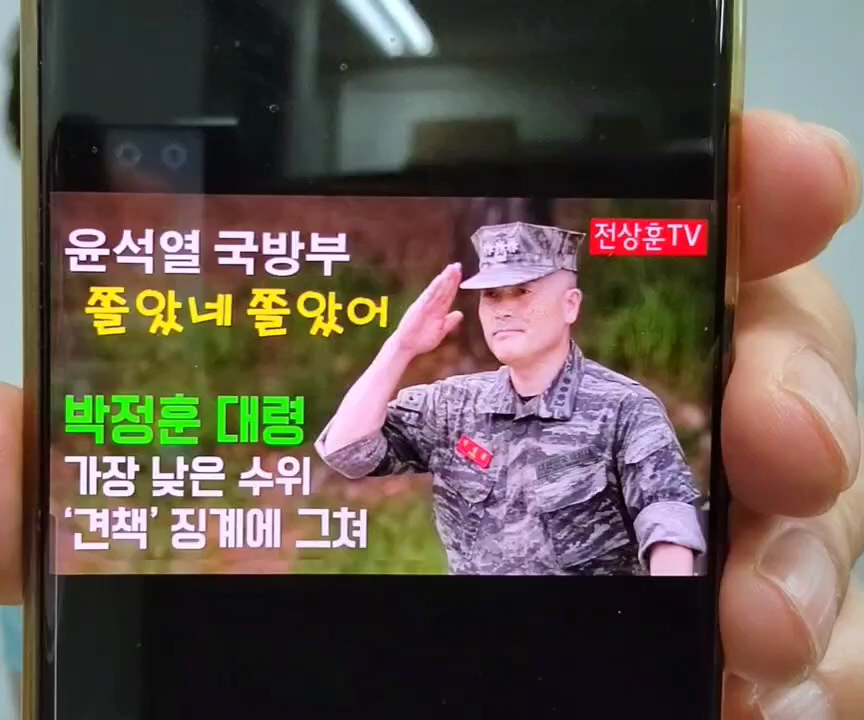 윤석열 국방부
전상훈TV
쫄았네 쫄았어
박정훈 대령
가장 낮은 수위
'견책' 징계에 그쳐